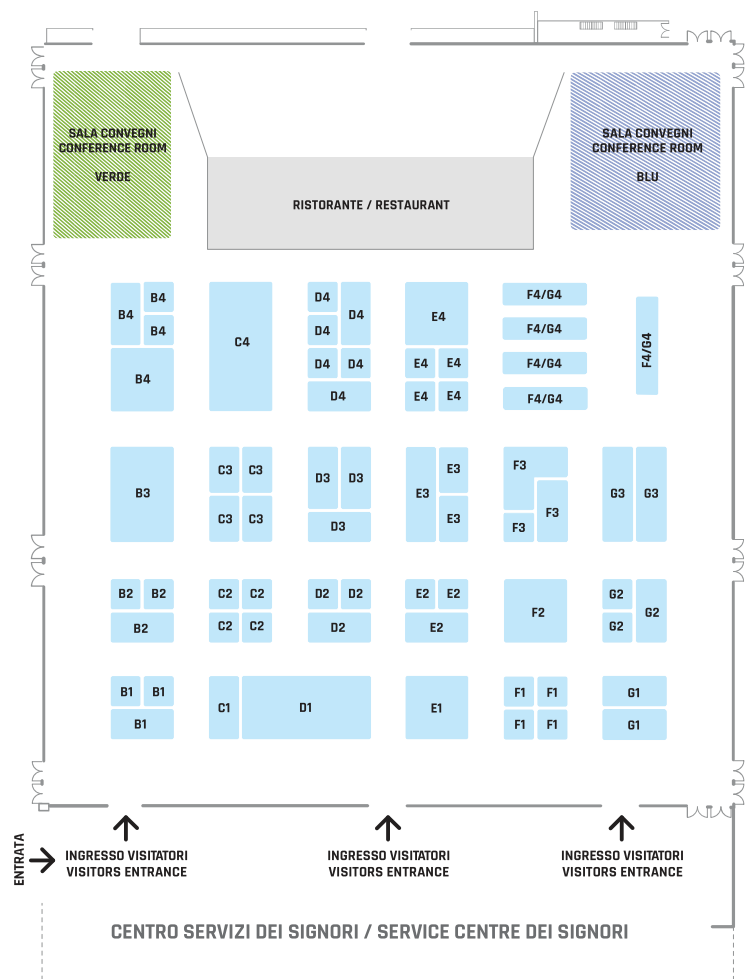 SALA CONVEGNI
CONFERENCE ROOM
VERDE
SALA CONVEGNI
CONFERENCE ROOM
BLU
RISTORANTE / RESTAURANT
B4
B4
B4
B4
C4
D4
D4
D4
D4
D4
D4
E4
E4
E4
E4
E4
F4/G4
F4/G4
F4/G4
F4/G4
F4/G4
B3
C3
C3
C3
C3
D3
D3
D3
E3
E3
E3
F3
F3
F3
G3
G3
B2
B2
B2
C2
C2
C2
C2
D2
D2
D2
E2
E2
E2
F2
G2
G2
G2
B1
B1
B1
C1
D1
E1
F1
F1
F1
F1
G1
G1
ENTRATA
INGRESSO VISITATORI
VISITORS ENTRANCE
INGRESSO VISITATORI
VISITORS ENTRANCE
INGRESSO VISITATORI
VISITORS ENTRANCE
CENTRO SERVIZI DEI SIGNORI / SERVICE CENTRE DEI SIGNORI